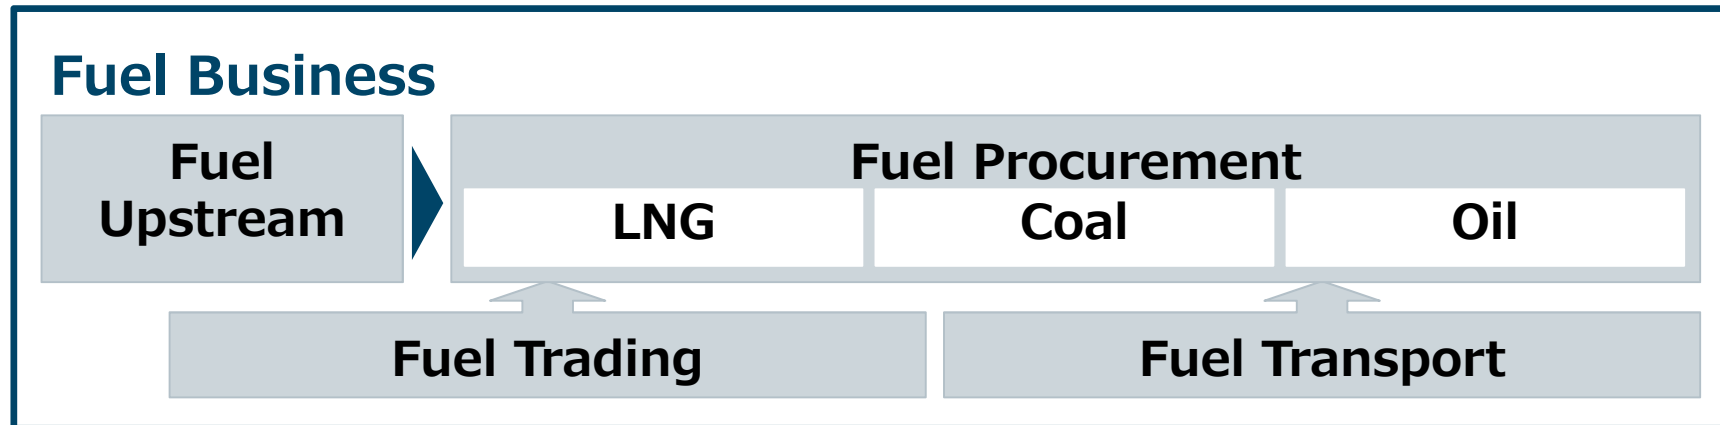 Fuel Business
Fuel
Upstream
Fuel Procurement
LNG
Coal
Oil
Fuel Trading
Fuel Transport